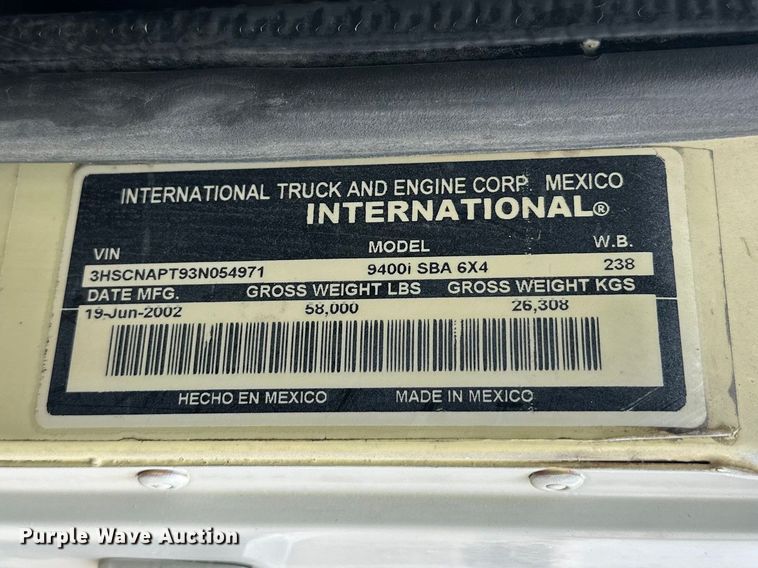 INTERNATIONAL TRUCK AND ENGINE CORP. MEXICO
INTERNATIONAL®
VIN MODEL W.B.
3HSCNAPT93N054971 9400i SBA 6X4 238
DATE MFG. GROSS WEIGHT LBS GROSS WEIGHT KGS
19-Jun-2002 58,000 26,308
HECHO EN MEXICO MADE IN MEXICO
Purple Wave Auction